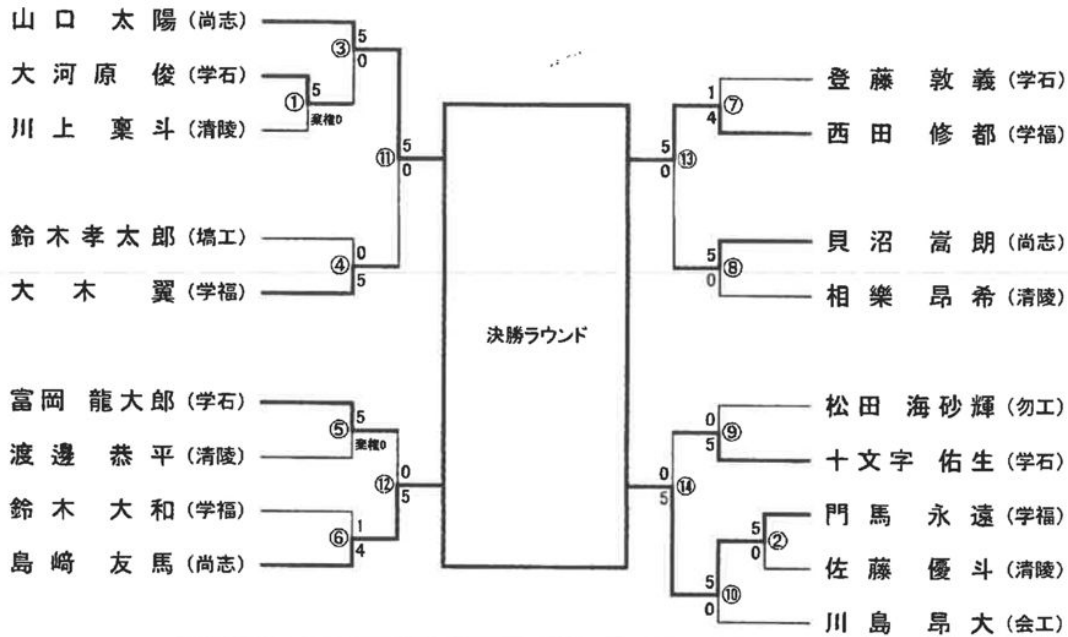 山口 太陽 (尚志)
5
③
0
大河原 俊 (学石)
5
①
棄権0
川上 稟斗 (清陵)
5
⑪
0
鈴木孝太郎 (塙工)
0
④
5
大木 翼 (学福)
富岡 龍大郎 (学石)
5
⑤
棄権0
渡邊 恭平 (清陵)
0
⑫
5
鈴木 大和 (学福)
1
⑥
4
島﨑 友馬 (尚志)
決勝ラウンド
登藤 敦義 (学石)
1
⑦
4
西田 修都 (学福)
5
⑬
0
貝沼 嵩朗 (尚志)
5
⑧
0
相樂 昂希 (清陵)
松田 海砂輝 (勿工)
0
⑨
5
十文字 佑生 (学石)
0
⑭
5
門馬 永遠 (学福)
5
②
0
佐藤 優斗 (清陵)
5
⑩
0
川島 昂大 (会工)